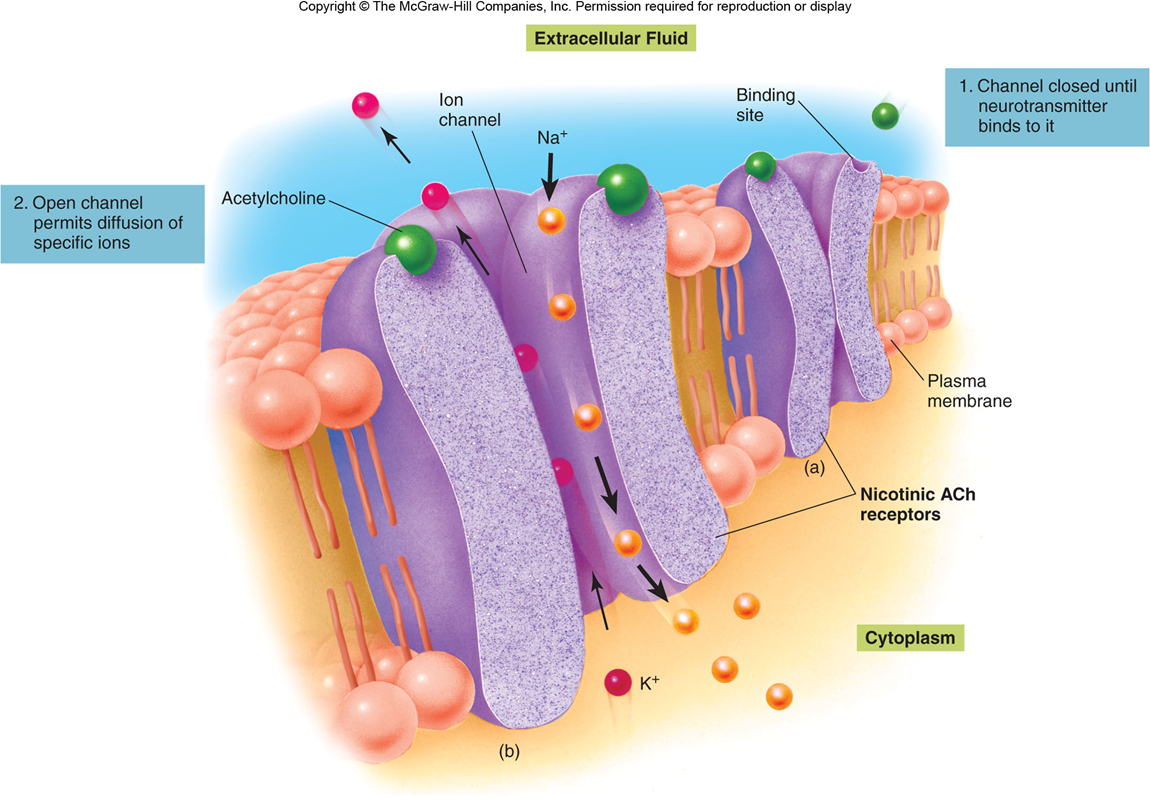 Copyright © The McGraw-Hill Companies, Inc. Permission required for reproduction or display
Extracellular Fluid
1. Channel closed until
neurotransmitter
binds to it
Binding
site
Ion
channel
Na⁺
Acetylcholine
2. Open channel
permits diffusion of
specific ions
Plasma
membrane
(a)
Nicotinic ACh
receptors
Cytoplasm
K⁺
(b)